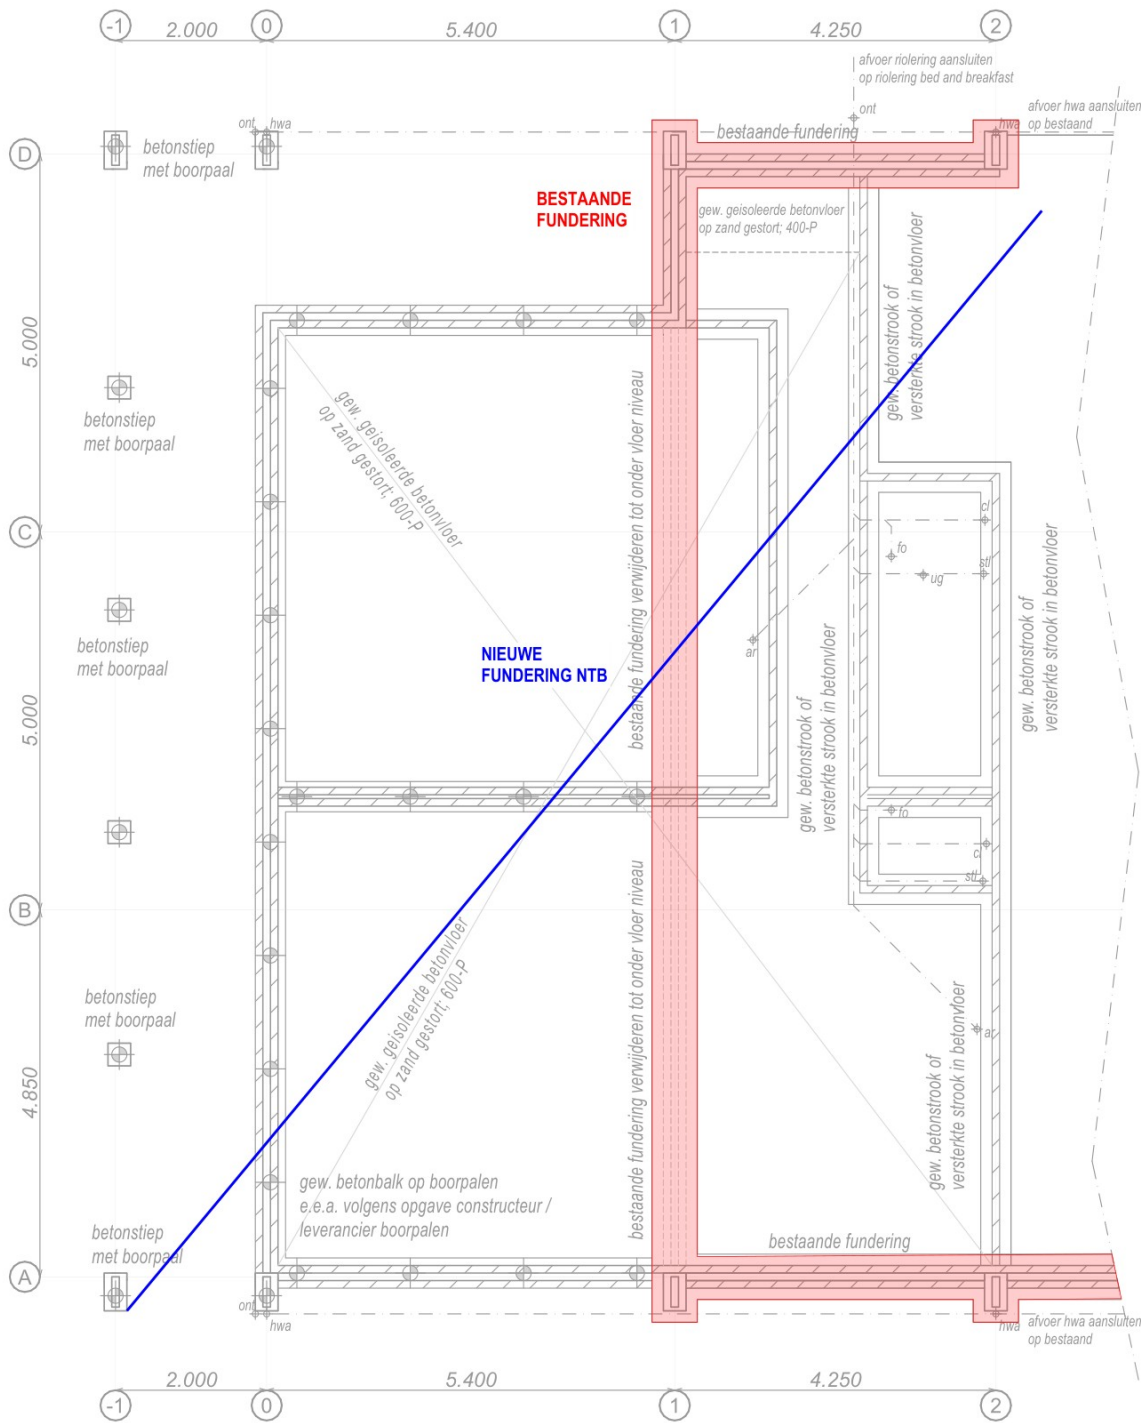 -1
0
1
2
2.000
5.400
4.250
afvoer riolering aansluiten
op riolering bed and breakfast
ont
afvoer hwa aansluiten
op bestaand
ont
hwa
hwa
bestaande fundering
D
betonstiep
met boorpaal
BESTAANDE
FUNDERING
gew. geisoleerde betonvloer
op zand gestort; 400-P
gew. betonstrook of
versterkte strook in betonvloer
5.000
betonstiep
met boorpaal
gew. geisoleerde betonvloer
op zand gestort; 600-P
bestaande fundering verwijderen tot onder vloer niveau
C
cl
fo
stl
ug
gew. betonstrook of
versterkte strook in betonvloer
betonstiep
met boorpaal
NIEUWE
FUNDERING NTB
ar
gew. betonstrook of
versterkte strook in betonvloer
5.000
fo
cl
stl
B
bestaande fundering verwijderen tot onder vloer niveau
gew. geisoleerde betonvloer
op zand gestort; 600-P
betonstiep
met boorpaal
ar
gew. betonstrook of
versterkte strook in betonvloer
4.850
gew. betonbalk op boorpalen
e.e.a. volgens opgave constructeur /
leverancier boorpalen
betonstiep
met boorpaal
bestaande fundering
A
ont
hwa
hwa
afvoer hwa aansluiten
op bestaand
2.000
5.400
4.250
-1
0
1
2